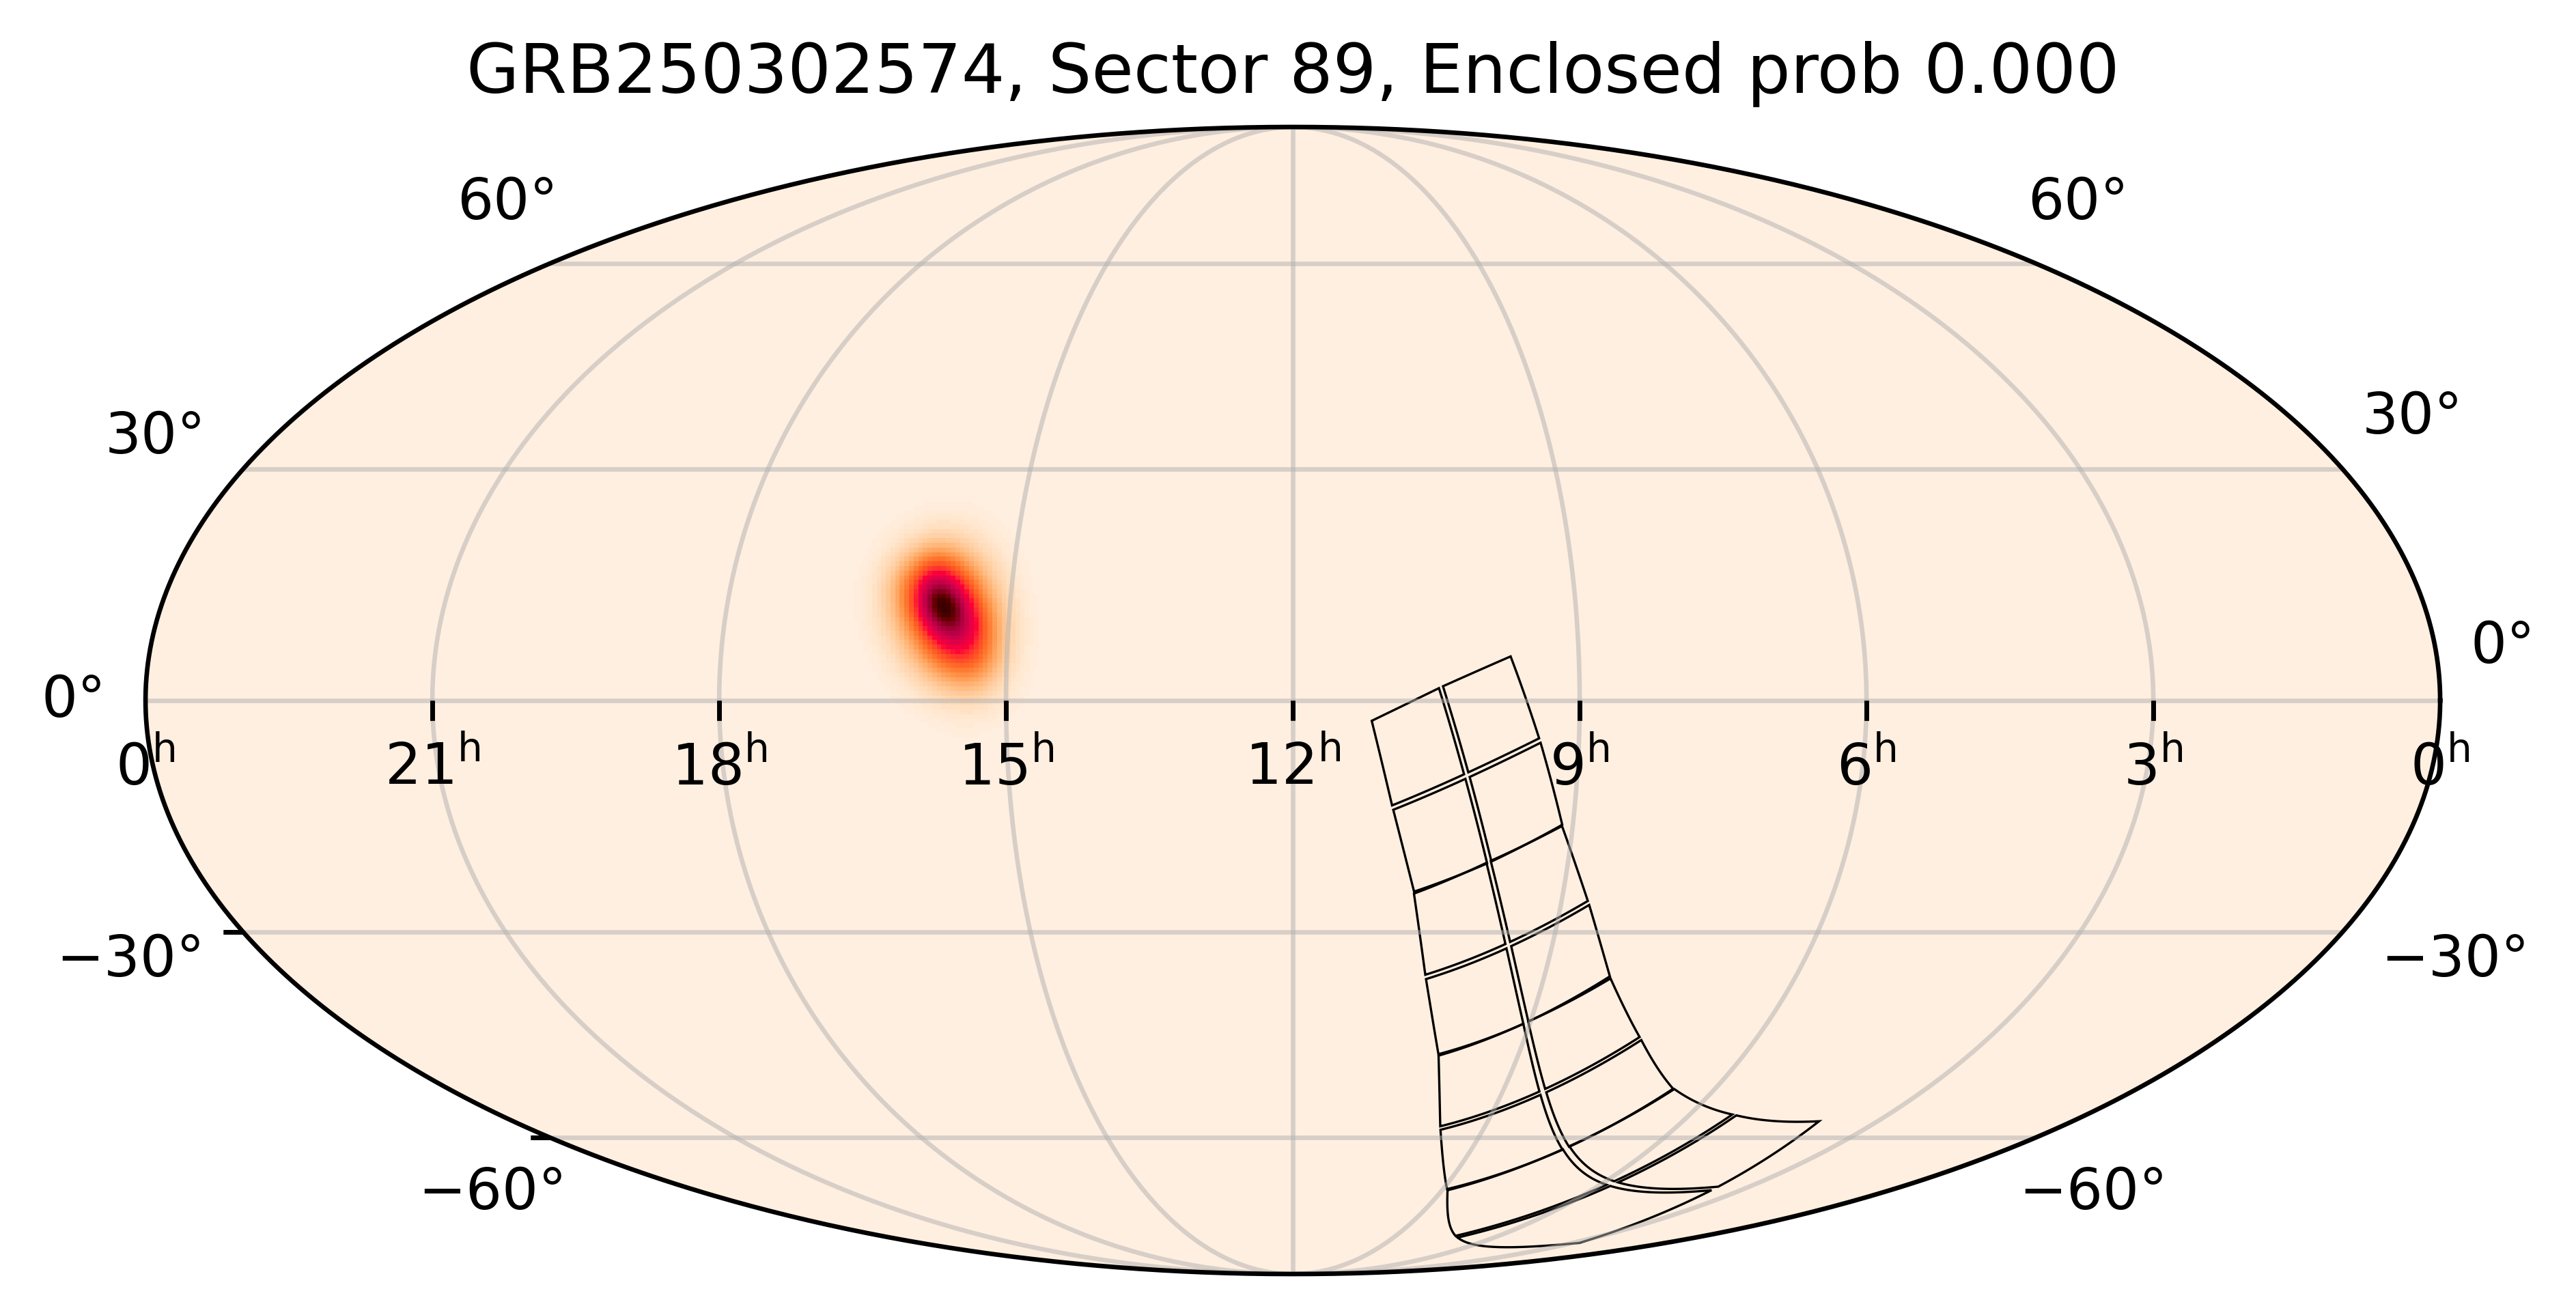 GRB250302574, Sector 89, Enclosed prob 0.000
60° 60°
30° 30°
0° 0°
0ʰ 21ʰ 18ʰ 15ʰ 12ʰ 9ʰ 6ʰ 3ʰ 0ʰ
−30° −30°
−60° −60°